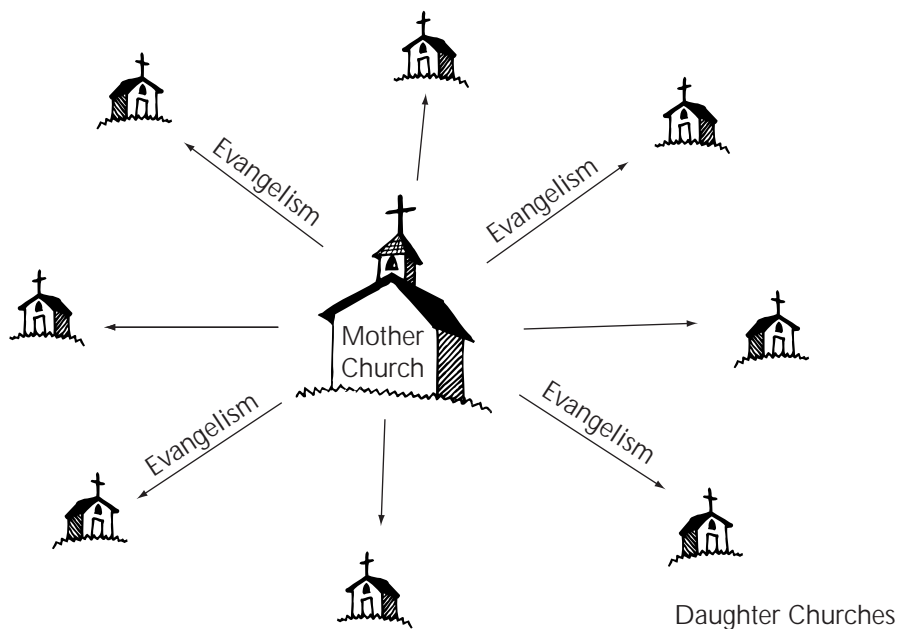 Evangelism
Evangelism
Mother
Church
Evangelism
Evangelism
Daughter Churches